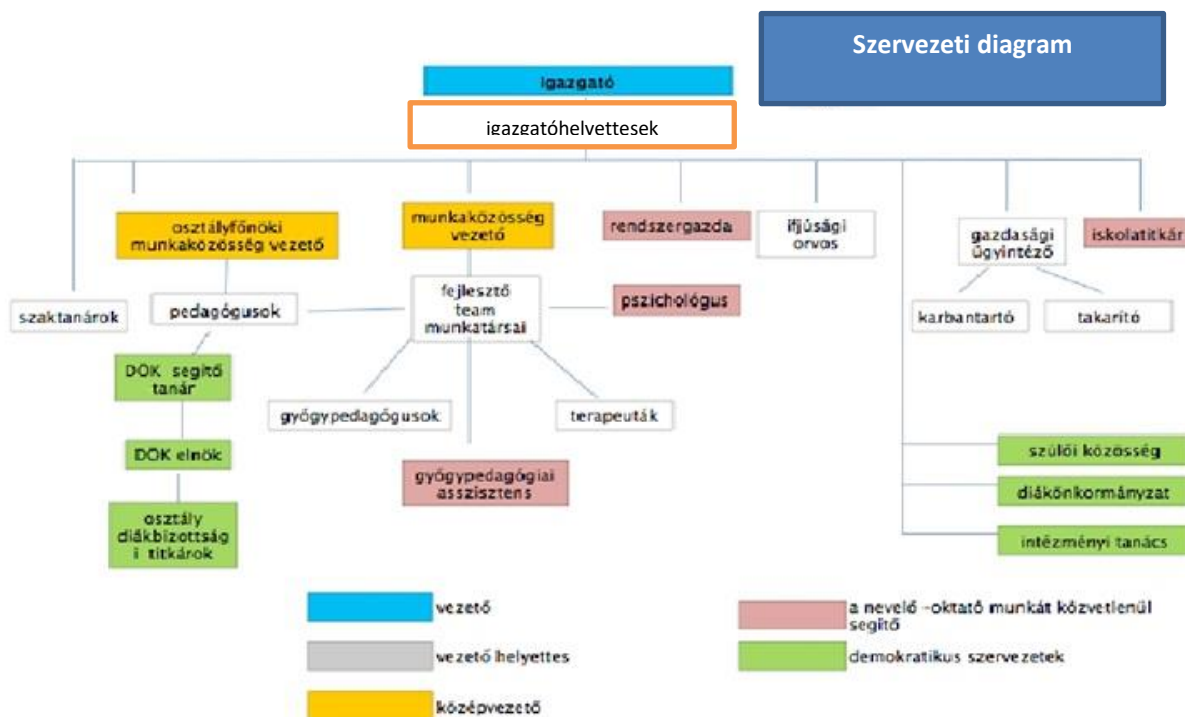 Szervezeti diagram
igazgató
igazgatóhelyettesek
osztályfőnöki
munkaközösség vezető
munkaközösség
vezető
rendszergazda
ifjúsági
orvos
gazdasági
ügyintéző
iskolatitkár
szaktanárok
pedagógusok
fejlesztő
team
munkatársai
pszichológus
karbantartó
takarító
DÖK segítő
tanár
gyógypedagógusok
terapeuták
DÖK elnök
gyógypedagógiai
asszisztens
szülői közösség
diákönkormányzat
intézményi tanács
osztály
diákbizottság
i titkárok
vezető
vezető helyettes
középvezető
a nevelő -oktató munkát közvetlenül
segítő
demokratikus szervezetek